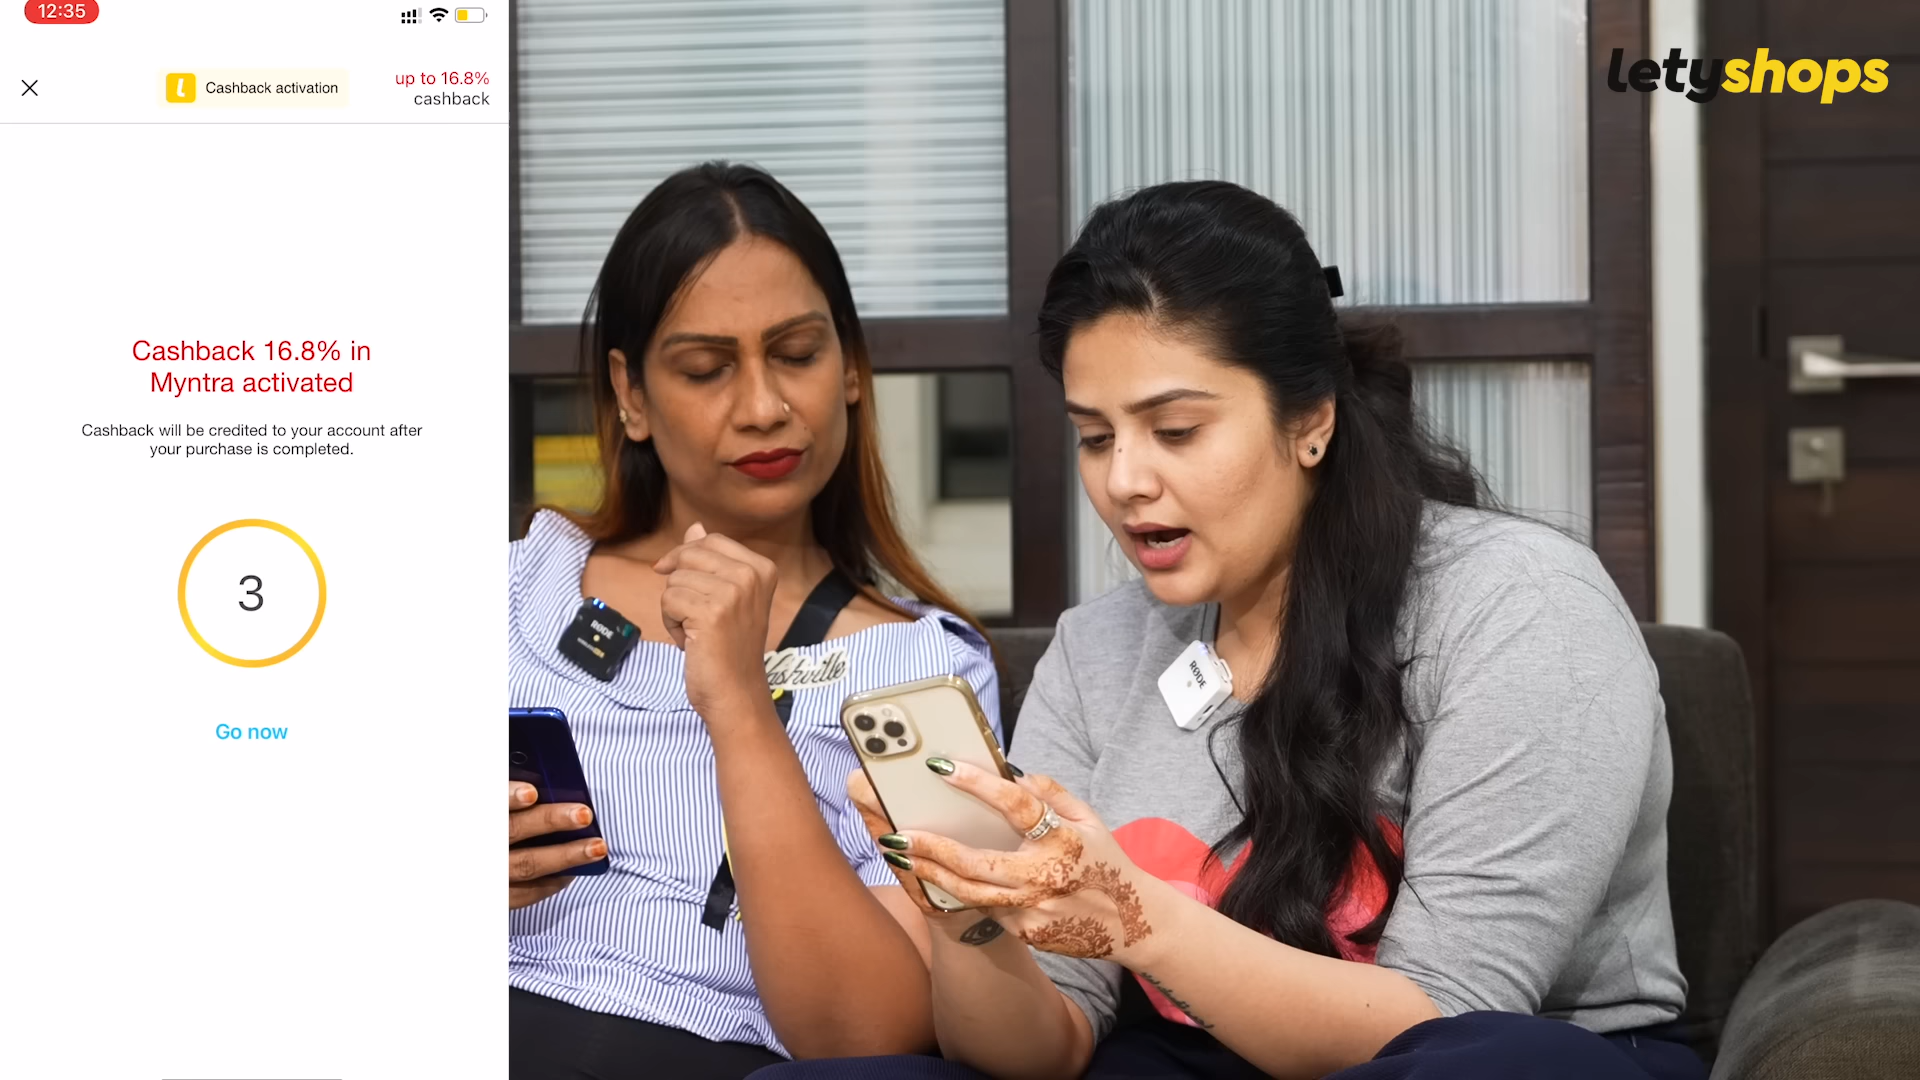 12:35
Cashback activation
up to 16.8%
cashback
Cashback 16.8% in
Myntra activated
Cashback will be credited to your account after
your purchase is completed.
3
Go now
letyshops
RØDE
Nashville
RØDE